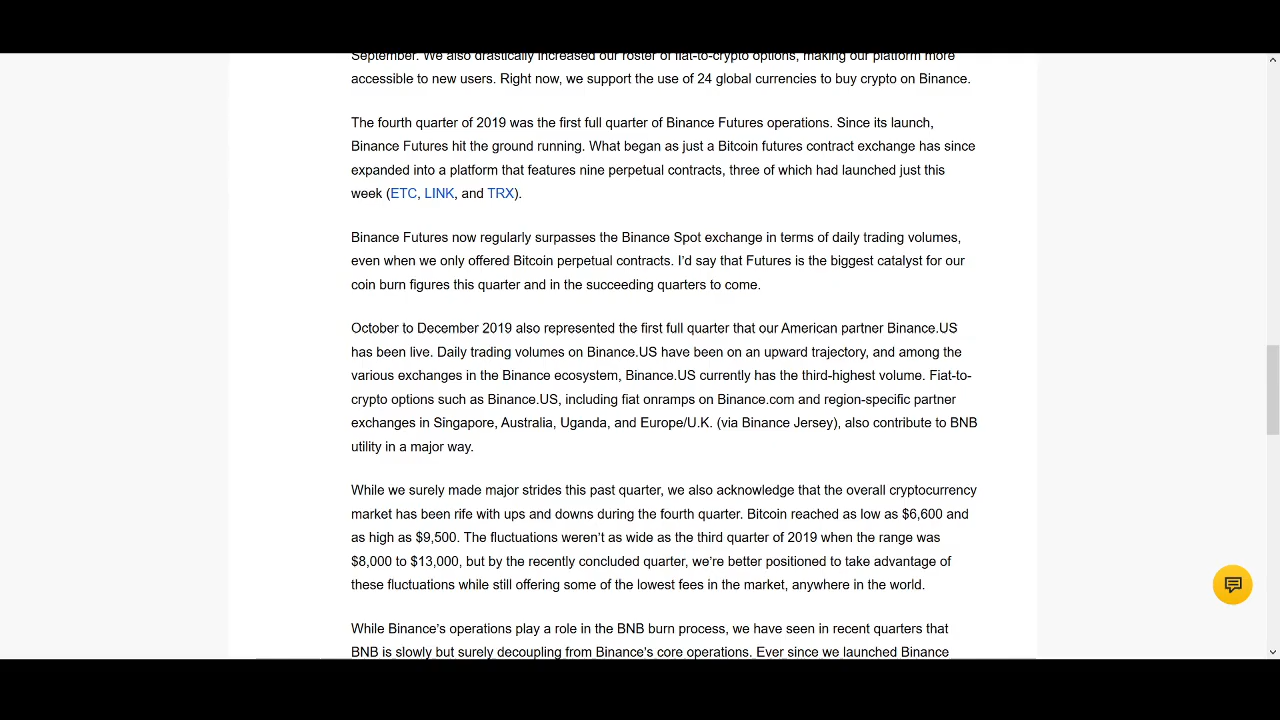 September. We also drastically increased our roster of fiat-to-crypto options, making our platform more
accessible to new users. Right now, we support the use of 24 global currencies to buy crypto on Binance.
The fourth quarter of 2019 was the first full quarter of Binance Futures operations. Since its launch,
Binance Futures hit the ground running. What began as just a Bitcoin futures contract exchange has since
expanded into a platform that features nine perpetual contracts, three of which had launched just this
week (ETC, LINK, and TRX).
Binance Futures now regularly surpasses the Binance Spot exchange in terms of daily trading volumes,
even when we only offered Bitcoin perpetual contracts. I’d say that Futures is the biggest catalyst for our
coin burn figures this quarter and in the succeeding quarters to come.
October to December 2019 also represented the first full quarter that our American partner Binance.US
has been live. Daily trading volumes on Binance.US have been on an upward trajectory, and among the
various exchanges in the Binance ecosystem, Binance.US currently has the third-highest volume. Fiat-to-
crypto options such as Binance.US, including fiat onramps on Binance.com and region-specific partner
exchanges in Singapore, Australia, Uganda, and Europe/U.K. (via Binance Jersey), also contribute to BNB
utility in a major way.
While we surely made major strides this past quarter, we also acknowledge that the overall cryptocurrency
market has been rife with ups and downs during the fourth quarter. Bitcoin reached as low as $6,600 and
as high as $9,500. The fluctuations weren’t as wide as the third quarter of 2019 when the range was
$8,000 to $13,000, but by the recently concluded quarter, we’re better positioned to take advantage of
these fluctuations while still offering some of the lowest fees in the market, anywhere in the world.
While Binance’s operations play a role in the BNB burn process, we have seen in recent quarters that
BNB is slowly but surely decoupling from Binance’s core operations. Ever since we launched Binance